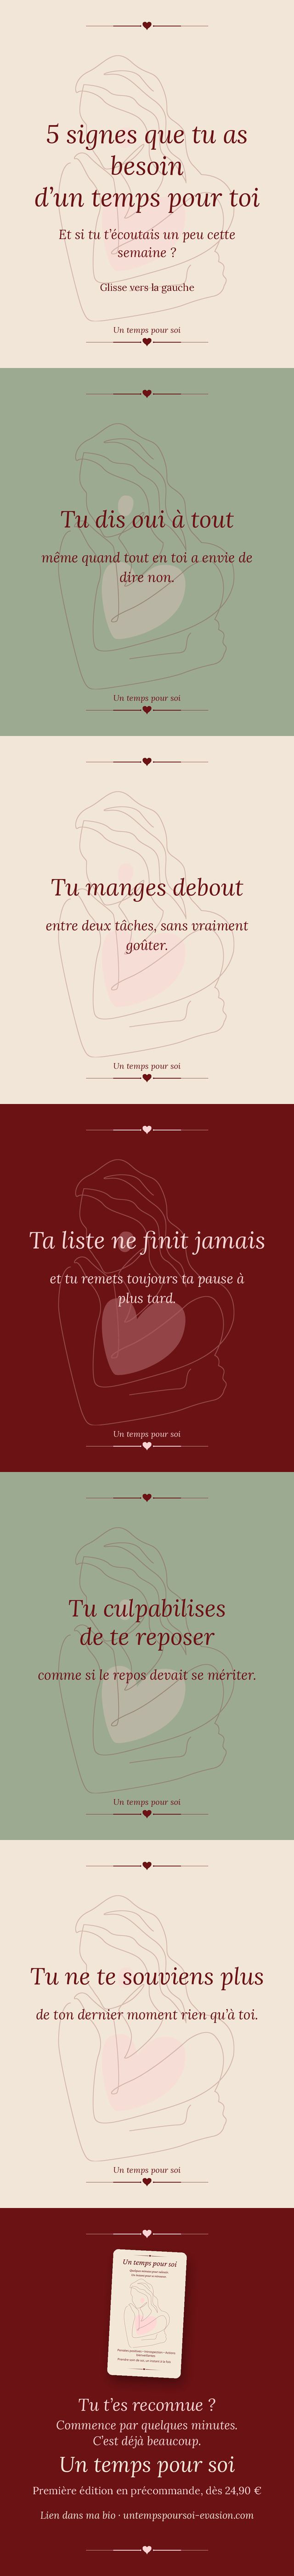 5 signes que tu as
besoin
d'un temps pour toi
Et si tu t'écoutais un peu cette
semaine ?
Glisse vers la gauche
Un temps pour soi
Tu dis oui à tout
même quand tout en toi a envie de
dire non.
Un temps pour soi
Tu manges debout
entre deux tâches, sans vraiment
goûter.
Un temps pour soi
Ta liste ne finit jamais
et tu remets toujours ta pause à
plus tard.
Un temps pour soi
Tu culpabilises
de te reposer
comme si le repos devait se mériter.
Un temps pour soi
Tu ne te souviens plus
de ton dernier moment rien qu'à toi.
Un temps pour soi
Un temps pour soi
Tu t'es reconnue ?
Commence par quelques minutes.
C'est déjà beaucoup.
Un temps pour soi
Première édition en précommande, dès 24,90 €
Lien dans ma bio · untempspoursoi-evasion.com